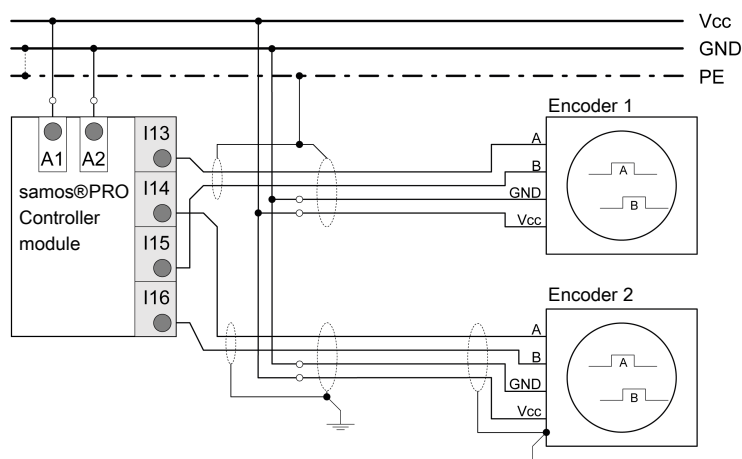 Vcc
GND
PE
Encoder 1
I13
A
A1 A2
B
A
samos®PRO
Controller
module
I14
GND
B
Vcc
I15
I16
Encoder 2
A
B
A
GND
B
Vcc